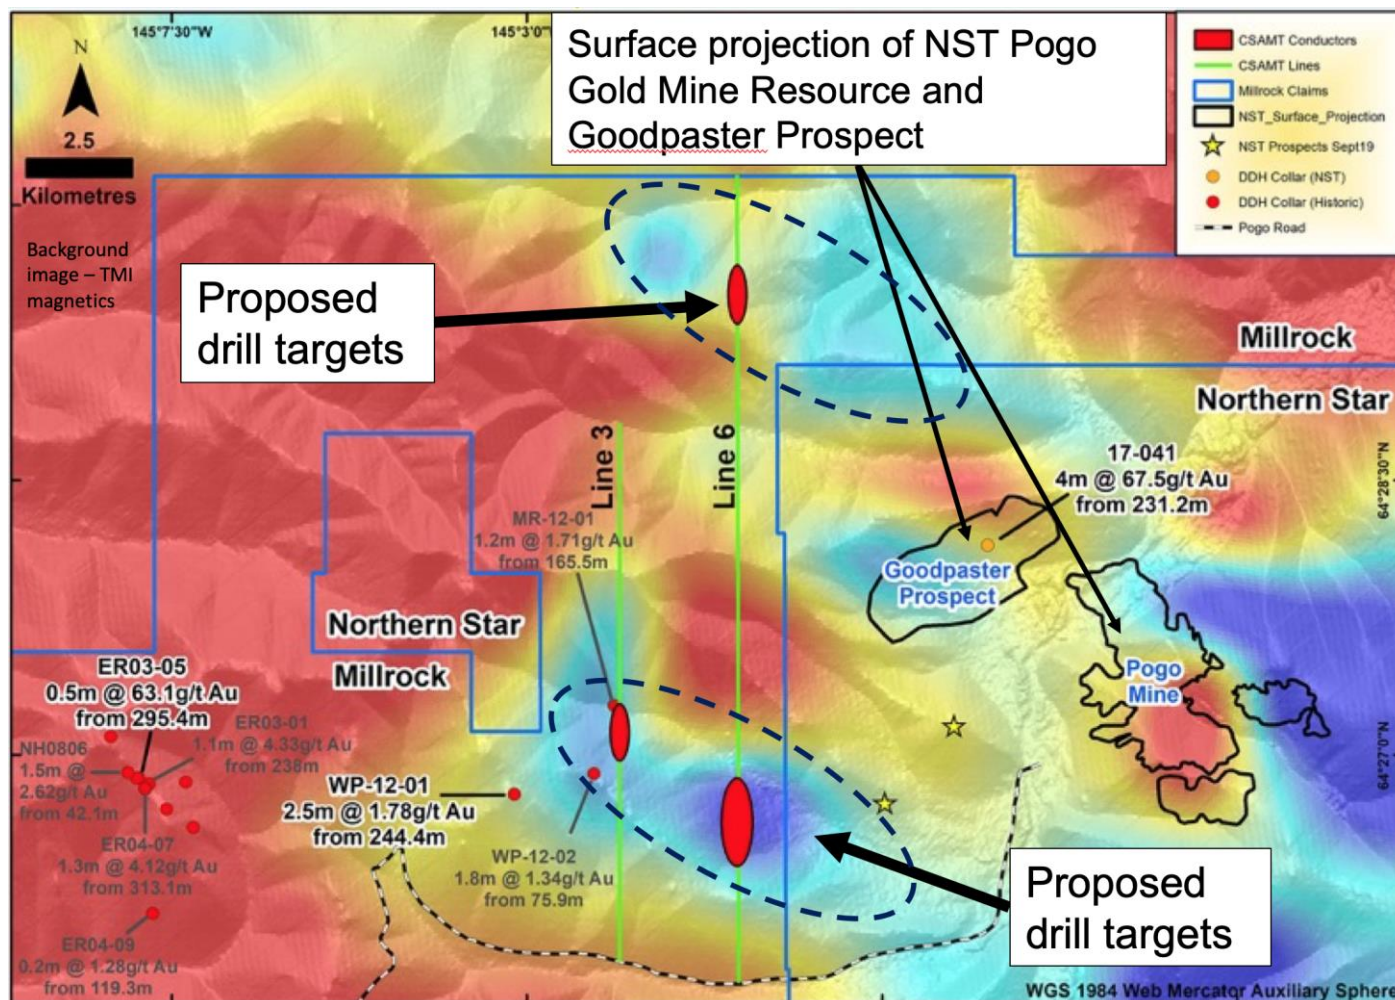 145°7'30"W
145°3'0"W
N
2.5
Kilometres
Background
image – TMI
magnetics
Surface projection of NST Pogo
Gold Mine Resource and
Goodpaster Prospect
CSAMT Conductors
CSAMT Lines
Millrock Claims
NST_Surface_Projection
NST Prospects Sept19
DDH Collar (NST)
DDH Collar (Historic)
Pogo Road
Proposed
drill targets
Millrock
Northern Star
Line 3
Line 6
17-041
4m @ 67.5g/t Au
from 231.2m
64°28'30"N
MR-12-01
1.2m @ 1.71g/t Au
from 165.5m
Goodpaster
Prospect
Northern Star
Millrock
Pogo
Mine
ER03-05
0.5m @ 63.1g/t Au
from 295.4m
ER03-01
1.1m @ 4.33g/t Au
from 238m
NH0806
1.5m @
2.62g/t Au
from 42.1m
64°27'0"N
WP-12-01
2.5m @ 1.78g/t Au
from 244.4m
ER04-07
1.3m @ 4.12g/t Au
from 313.1m
WP-12-02
1.8m @ 1.34g/t Au
from 75.9m
Proposed
drill targets
ER04-09
0.2m @ 1.28g/t Au
from 119.3m
WGS 1984 Web Mercator Auxiliary Sphere